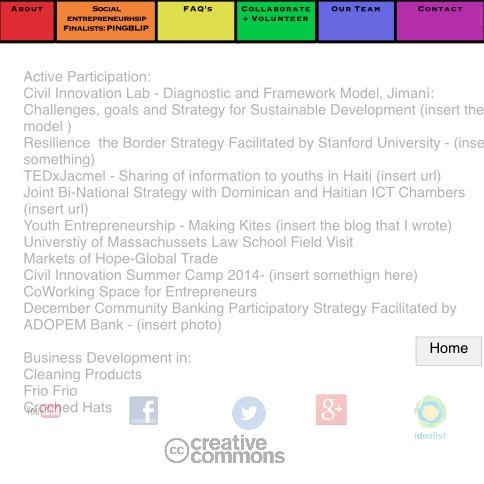 About
Social entrepreneurhsip Finalists: PINGBLIP
FAQ's
Collaborate + Volunteer
Our Team
Contact
Active Participation:
Civil Innovation Lab - Diagnostic and Framework Model, Jimaní:
Challenges, goals and Strategy for Sustainable Development (insert the
model )
Resilience  the Border Strategy Facilitated by Stanford University - (inse
something)
TEDxJacmel - Sharing of information to youths in Haiti (insert url)
Joint Bi-National Strategy with Dominican and Haitian ICT Chambers
(insert url)
Youth Entrepreneurship - Making Kites (insert the blog that I wrote)
Universtiy of Massachussets Law School Field Visit
Markets of Hope-Global Trade
Civil Innovation Summer Camp 2014- (insert somethign here)
CoWorking Space for Entrepreneurs
December Community Banking Participatory Strategy Facilitated by
ADOPEM Bank - (insert photo)
Home
Business Development in:
Cleaning Products
Frio Frio
Croched Hats
YouTube
f
g+
idealist
cc creative
commons